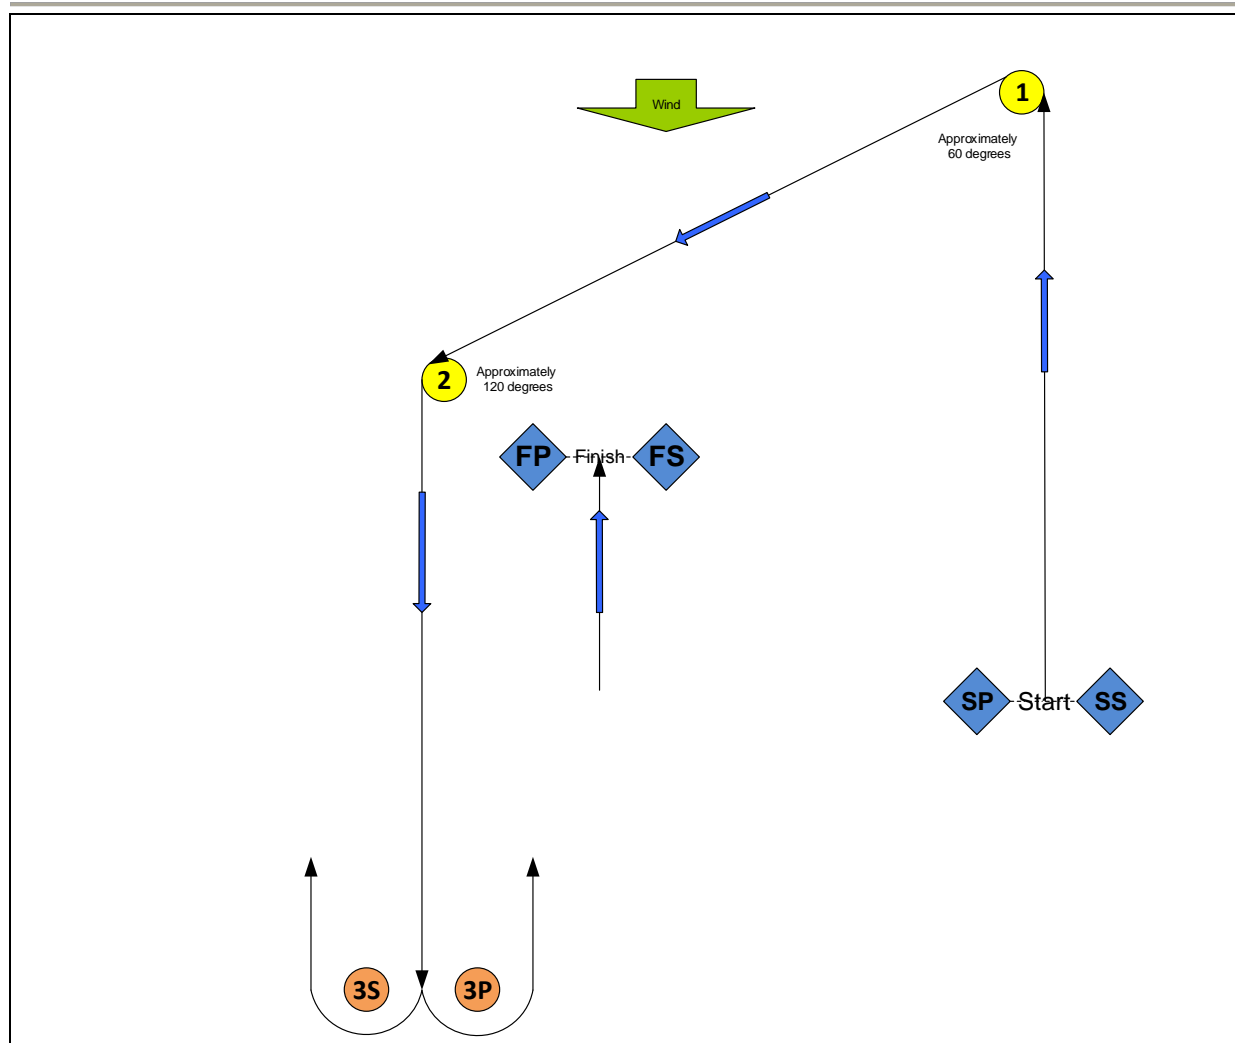 Wind
1
Approximately
60 degrees
2
Approximately
120 degrees
FP
Finish
FS
SP
Start
SS
3S
3P